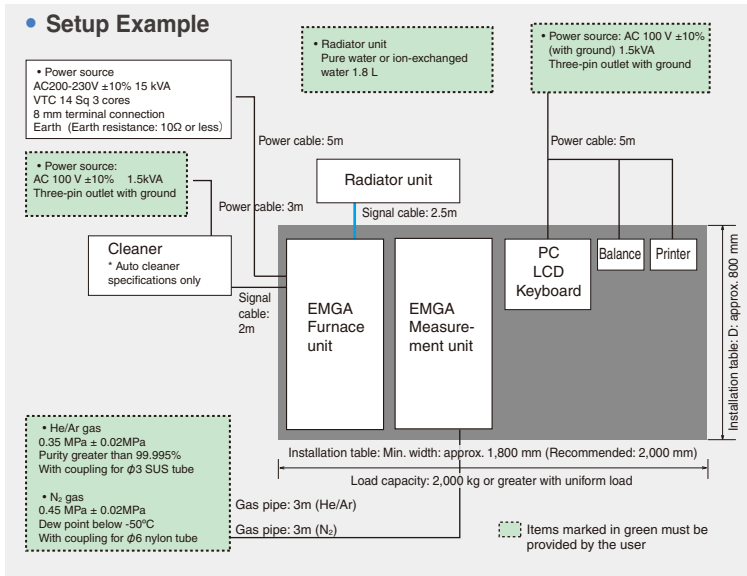 • Setup Example
• Power source
AC200-230V ±10% 15 kVA
VTC 14 Sq 3 cores
8 mm terminal connection
Earth (Earth resistance: 10Ω or less)
• Radiator unit
Pure water or ion-exchanged
water 1.8 L
• Power source: AC 100 V ±10%
(with ground) 1.5kVA
Three-pin outlet with ground
Power cable: 5m
Power cable: 5m
• Power source:
AC 100 V ±10% 1.5kVA
Three-pin outlet with ground
Radiator unit
Power cable: 3m
Signal cable: 2.5m
Cleaner
* Auto cleaner
specifications only
Signal
cable:
2m
EMGA
Furnace
unit
EMGA
Measure-
ment unit
PC
LCD
Keyboard
Balance
Printer
Installation table: D: approx. 800 mm
• He/Ar gas
0.35 MPa ± 0.02MPa
Purity greater than 99.995%
With coupling for ϕ3 SUS tube
• N₂ gas
0.45 MPa ± 0.02MPa
Dew point below -50ºC
With coupling for ϕ6 nylon tube
Installation table: Min. width: approx. 1,800 mm (Recommended: 2,000 mm)
Load capacity: 2,000 kg or greater with uniform load
Gas pipe: 3m (He/Ar)
Gas pipe: 3m (N₂)
Items marked in green must be
provided by the user